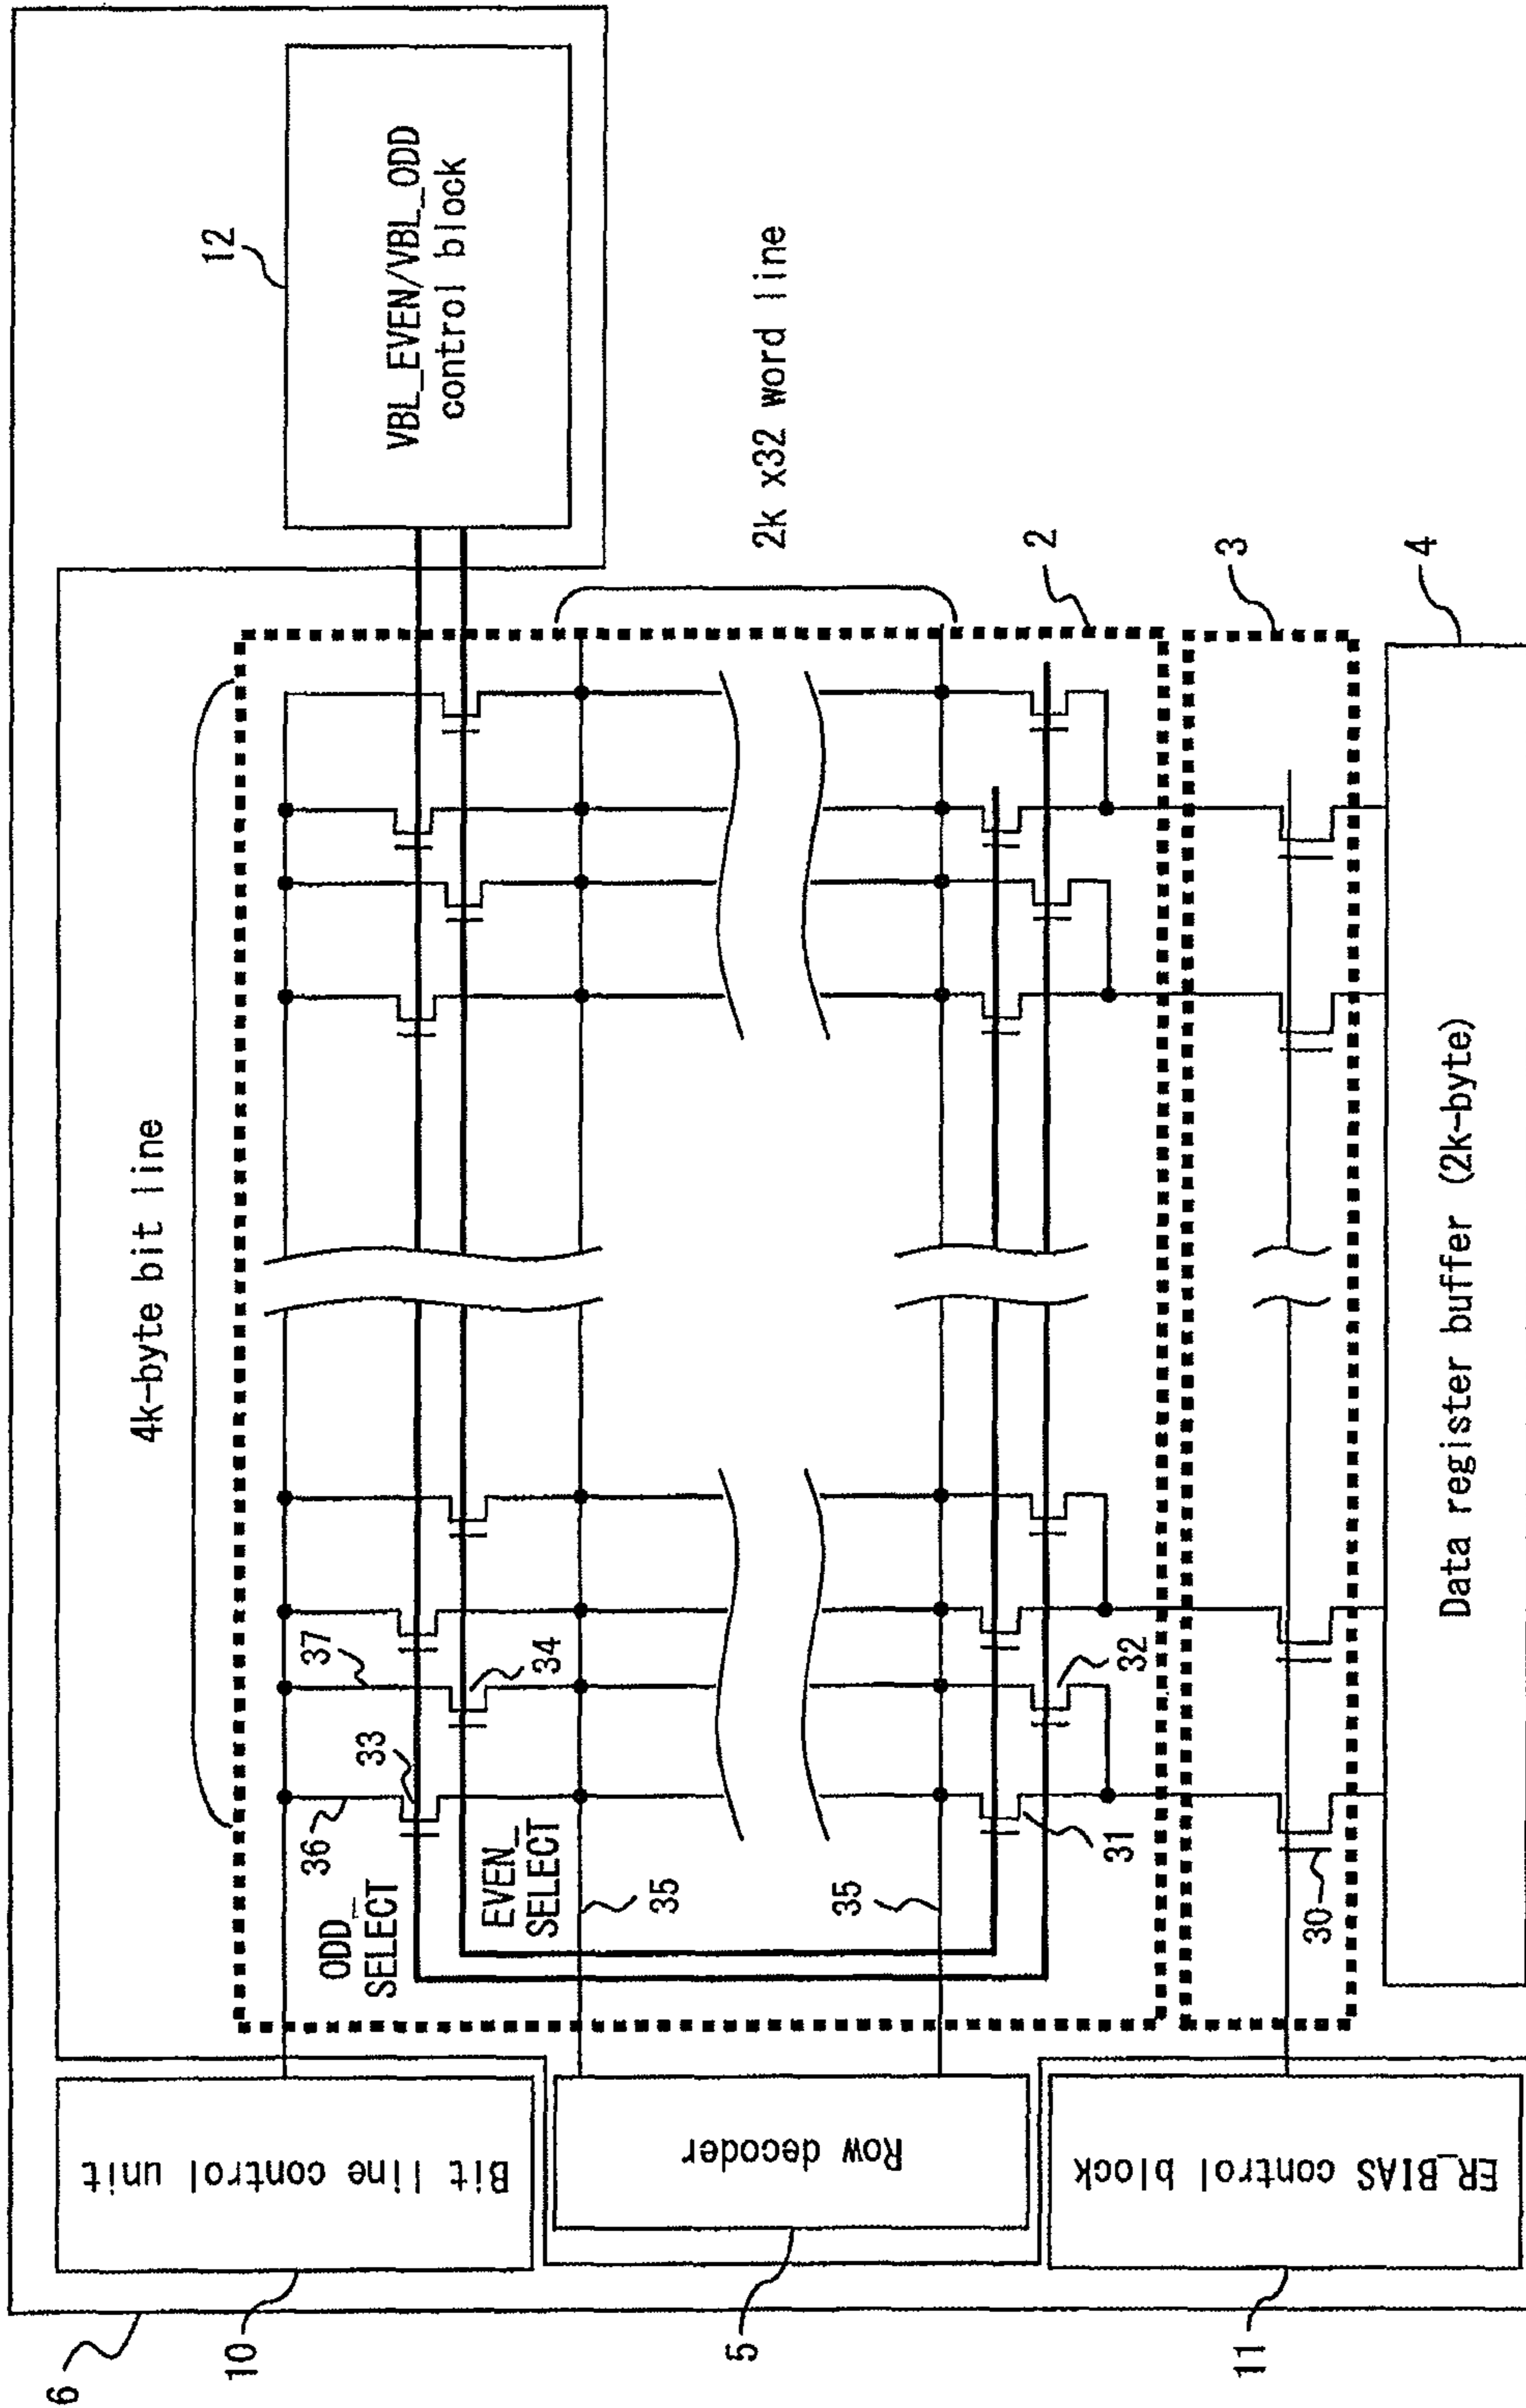 6
10
Bit line control unit
5
Row decoder
11
ER_BIAS control block
4k-byte bit line
12
VBL_EVEN/VBL_ODD
control block
2k x32 word line
ODD_
SELECT
EVEN_
SELECT
36
33
37
34
35
35
31
32
30
2
3
4
Data register buffer (2k-byte)